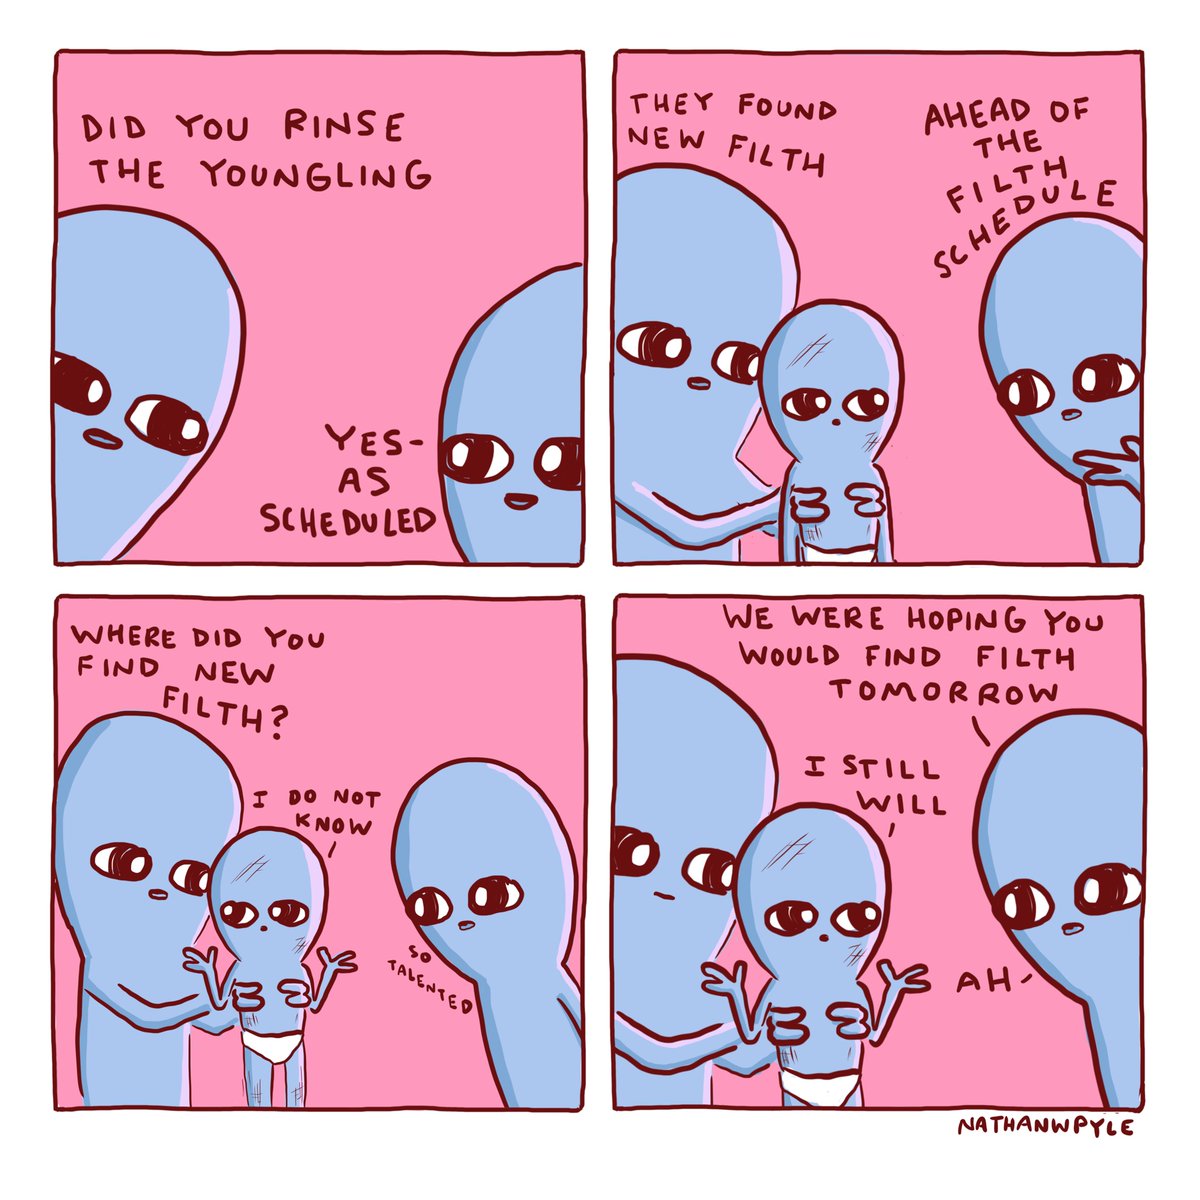 DID YOU RINSE
THE YOUNGLING
YES-
AS
SCHEDULED
THEY FOUND
NEW FILTH
AHEAD OF
THE
FILTH
SCHEDULE
WHERE DID YOU
FIND NEW
FILTH?
I DO NOT
KNOW
SO
TALENTED
WE WERE HOPING YOU
WOULD FIND FILTH
TOMORROW
I STILL
WILL
AH-
NATHANWPYLE